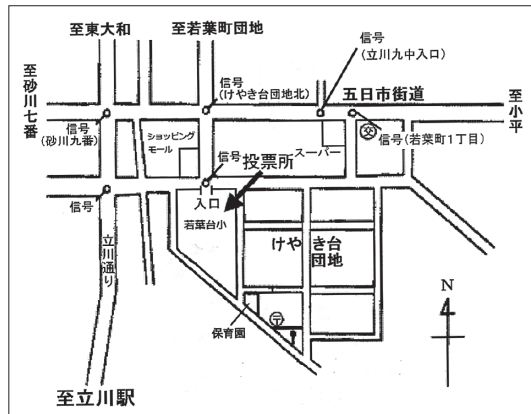 至東大和
至若葉町団地
信号
(立川九中入口)
至砂川七番
信号
(けやき台団地北)
五日市街道
至小平
信号
(砂川九番)
ショッピング
モール
スーパー
交
信号(若葉町1丁目)
信号
投票所
信号
入口
若葉台小
けやき台
団地
立川通り
保育園
〒
N
至立川駅